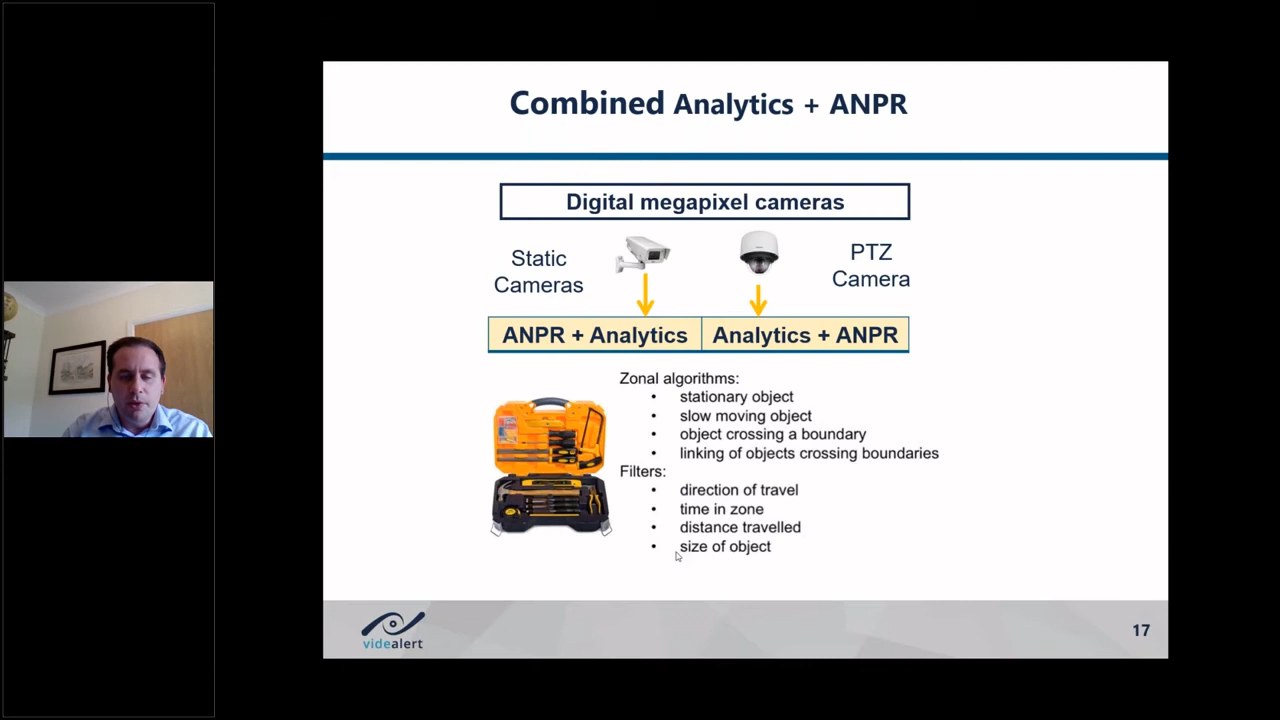 Combined Analytics + ANPR
Digital megapixel cameras
Static
Cameras
PTZ
Camera
ANPR + Analytics
Analytics + ANPR
Zonal algorithms:
• stationary object
• slow moving object
• object crossing a boundary
• linking of objects crossing boundaries
Filters:
• direction of travel
• time in zone
• distance travelled
• size of object
videalert
17